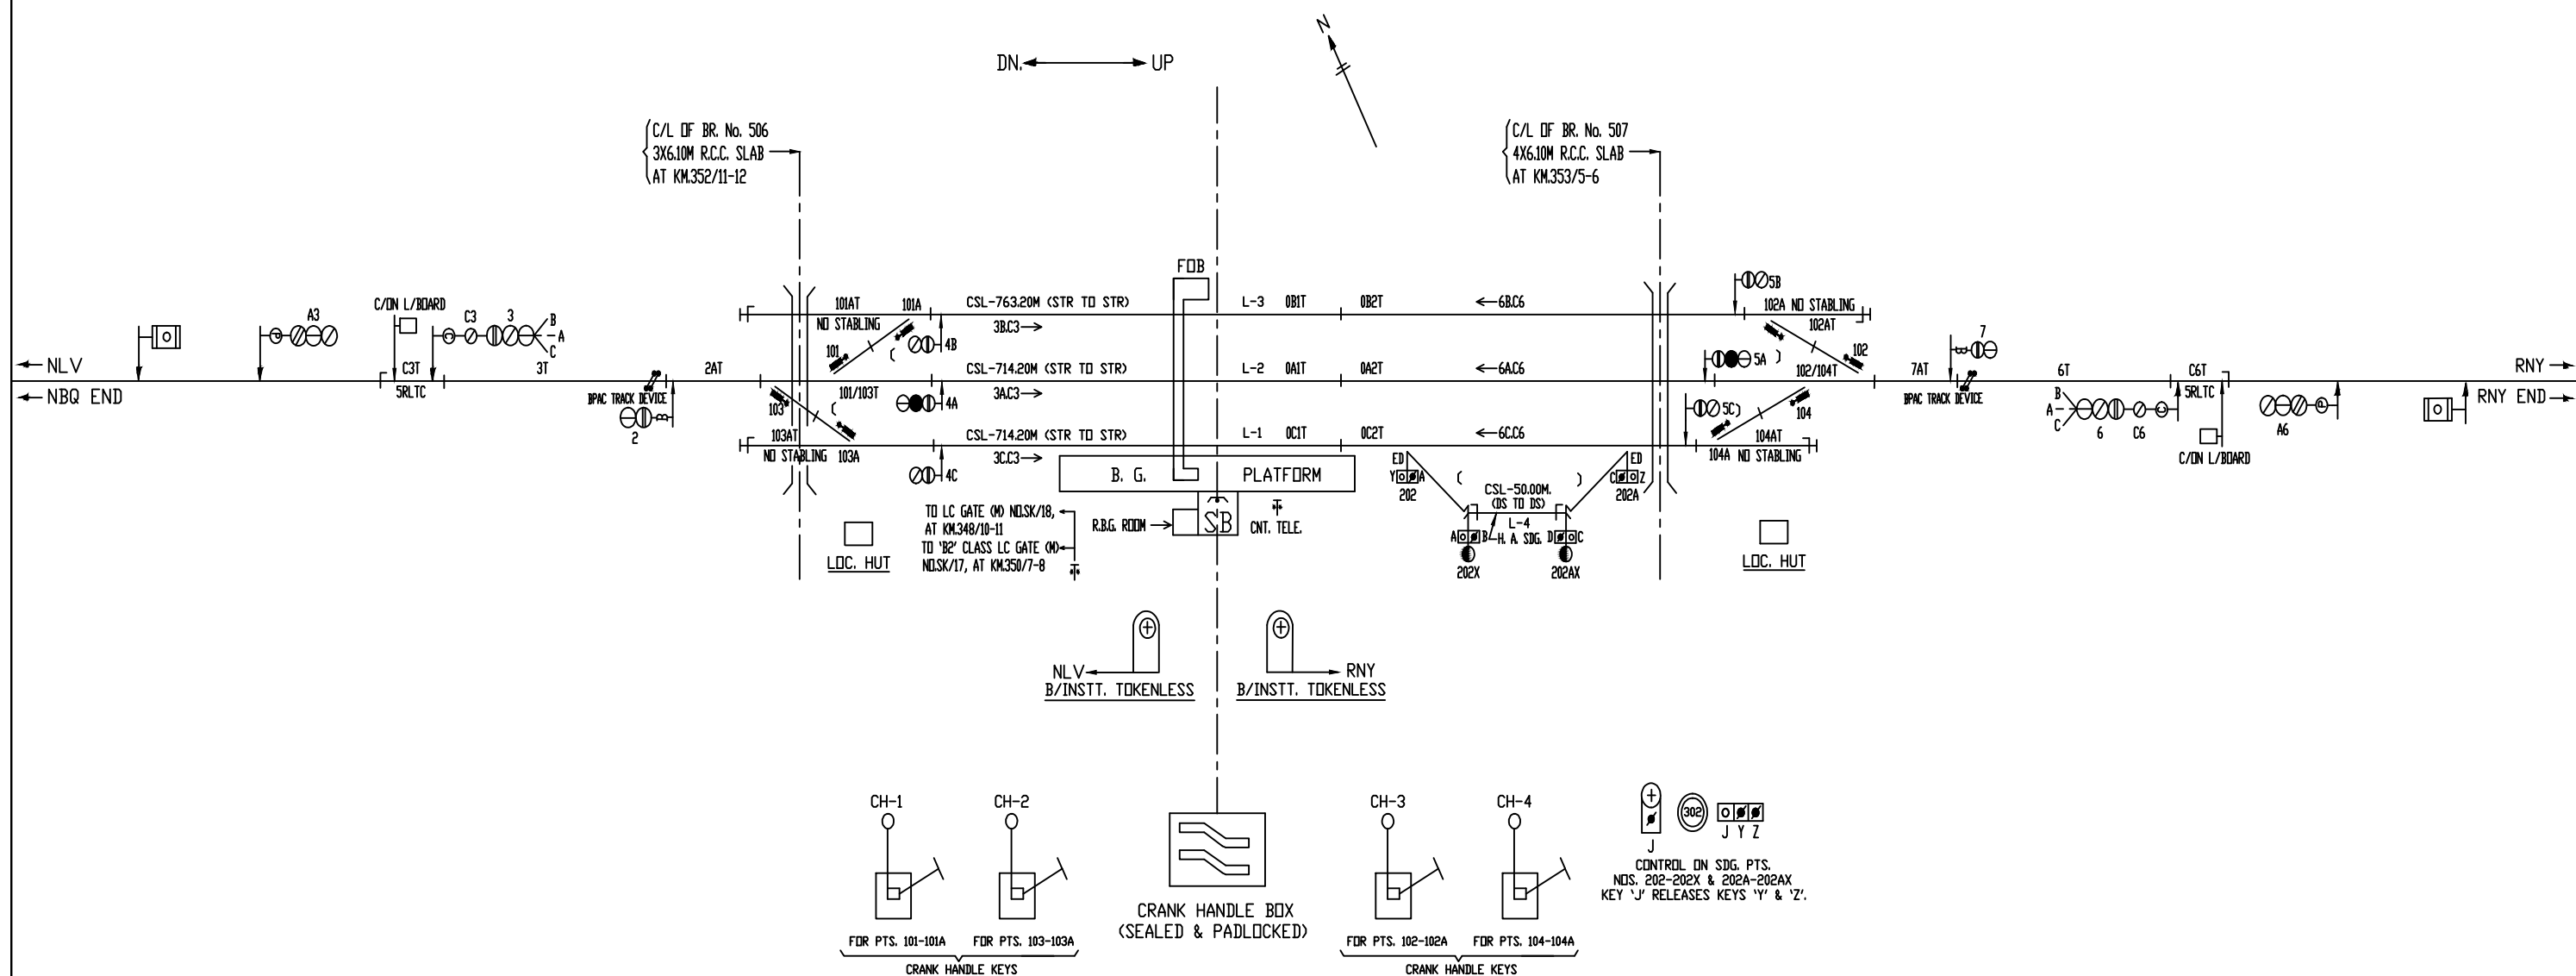 N
DN. UP
C/L OF BR. No. 506
3X6.10M R.C.C. SLAB
AT KM.352/11-12
C/L OF BR. No. 507
4X6.10M R.C.C. SLAB
AT KM.353/5-6
FOB
NLV
NBQ END
P
A3
C/ON L/BOARD
C3T
5RLTC
C
C3
3
B
A
C
3T
BPAC TRACK DEVICE
2
B
2AT
101AT
101A
NO STABLING
101
4B
CSL-763.20M (STR TO STR)
3B.C3
L-3
0B1T
0B2T
6B.C6
5B
102A NO STABLING
102AT
102
102/104T
101/103T
103
4A
CSL-714.20M (STR TO STR)
3A.C3
L-2
0A1T
0A2T
6A.C6
5A
103AT
NO STABLING
103A
4C
CSL-714.20M (STR TO STR)
3C.C3
L-1
0C1T
0C2T
6C.C6
5C
104
104AT
104A NO STABLING
7AT
7
B
BPAC TRACK DEVICE
6T
C6T
5RLTC
B
A
C
6
C6
C
C/ON L/BOARD
A6
P
RNY
RNY END
B. G. PLATFORM
ED
Y A
202
ED
C Z
202A
CSL-50.00M.
(DS TO DS)
L-4
H. A. SDG.
A B
202X
D C
202AX
SB
R.B.G. ROOM
CNT. TELE.
TO LC GATE (M) NO.SK/18,
AT KM.348/10-11
TO 'B2' CLASS LC GATE (M)
NO.SK/17, AT KM.350/7-8
LOC. HUT
LOC. HUT
NLV
B/INSTT. TOKENLESS
RNY
B/INSTT. TOKENLESS
CH-1
CH-2
CH-3
CH-4
FOR PTS. 101-101A
FOR PTS. 103-103A
CRANK HANDLE KEYS
CRANK HANDLE BOX
(SEALED & PADLOCKED)
FOR PTS. 102-102A
FOR PTS. 104-104A
CRANK HANDLE KEYS
J
302
J Y Z
CONTROL ON SDG. PTS.
NOS. 202-202X & 202A-202AX
KEY 'J' RELEASES KEYS 'Y' & 'Z'.